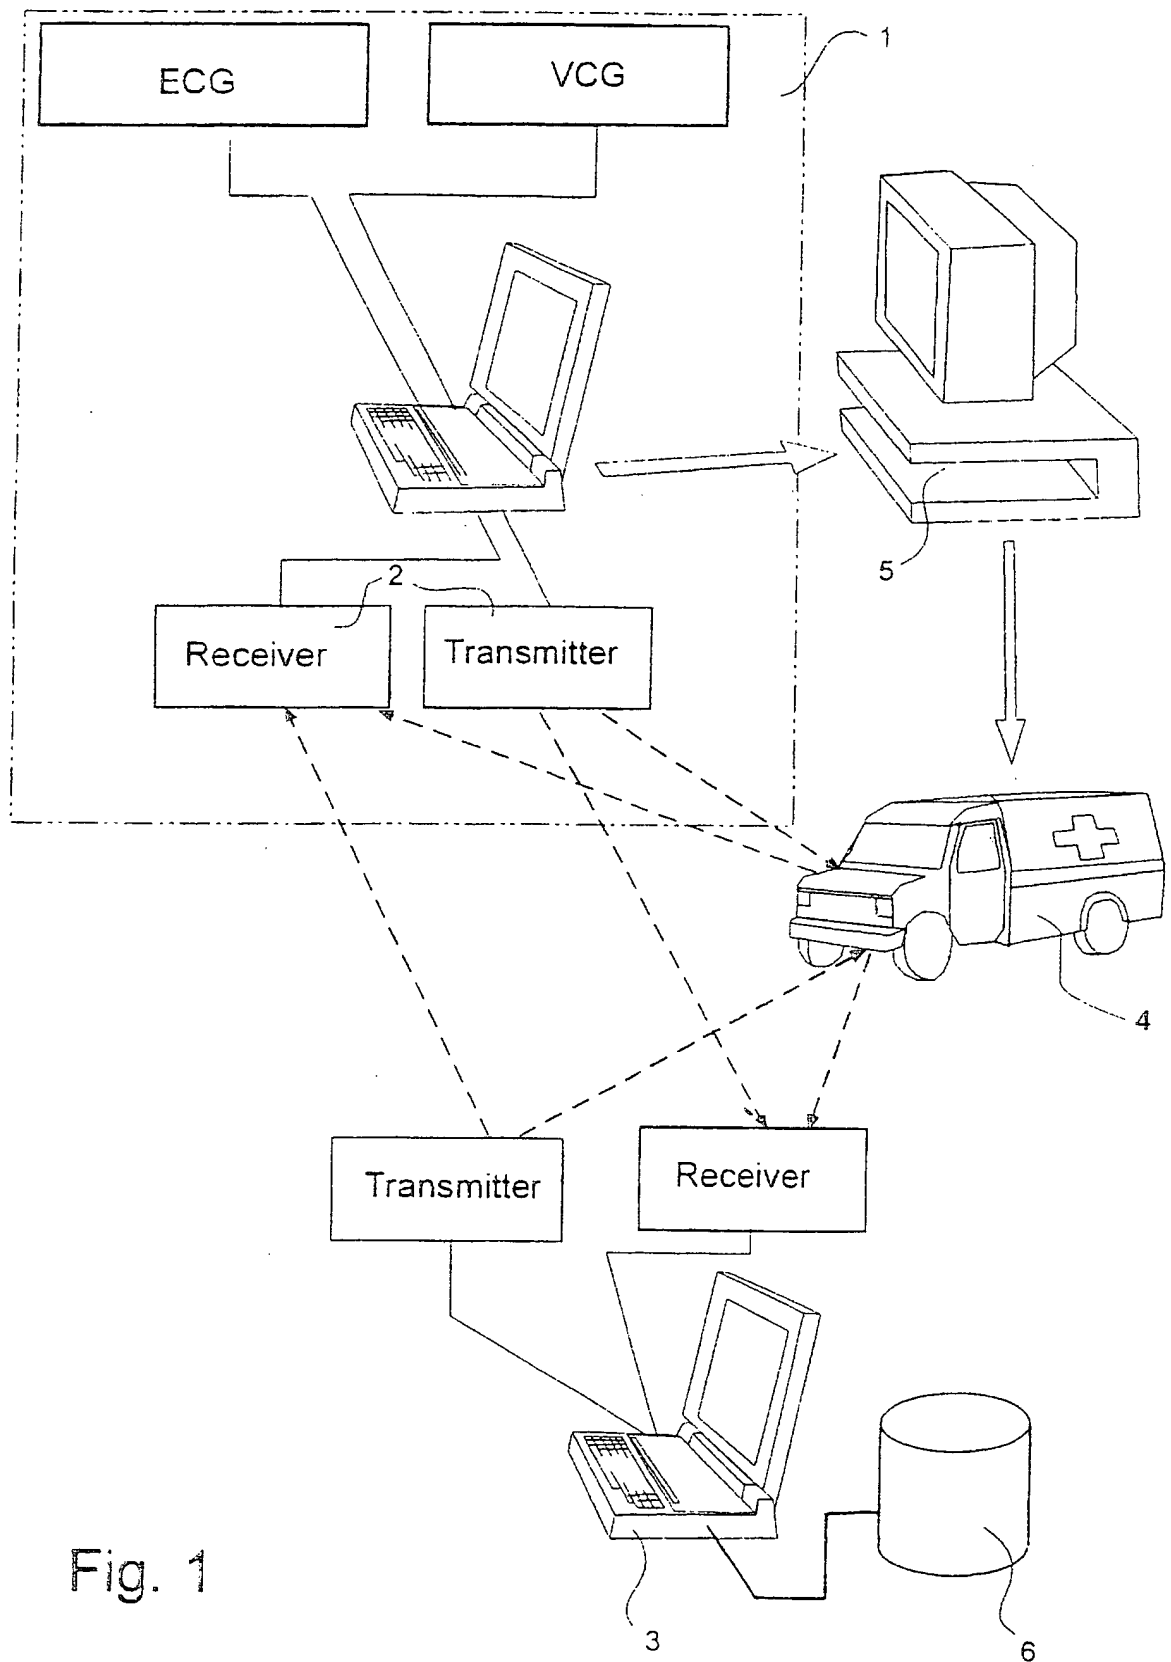 1
ECG
VCG
5
2
Receiver
Transmitter
4
Transmitter
Receiver
Fig. 1
3
6